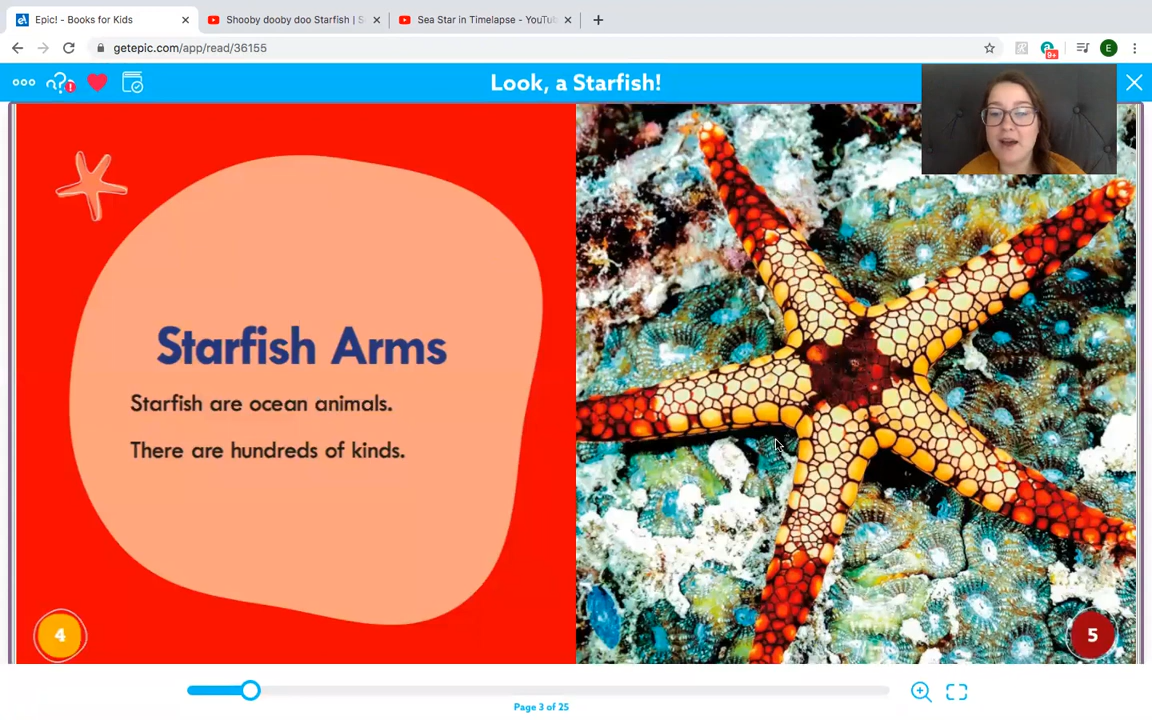 Epic! - Books for Kids
Shooby dooby doo Starfish | S
Sea Star in Timelapse - YouTub
getepic.com/app/read/36155
9+
E
Look, a Starfish!
Starfish Arms
Starfish are ocean animals.
There are hundreds of kinds.
4
5
Page 3 of 25